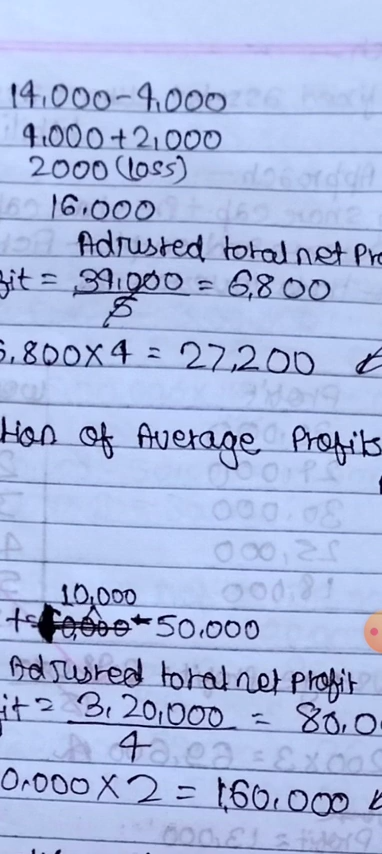 14,000-4,000
4,000+2,000
2000 (loss)
16,000
Adjusted total net Pro
fit = 34,000 = 6,800
5
6,800×4 = 27,200
tion of Average Profits
10,000
-50,000
Adjusted total net profit
it = 3,20,000 = 80,0
4
0,000 × 2 = 1,60,000